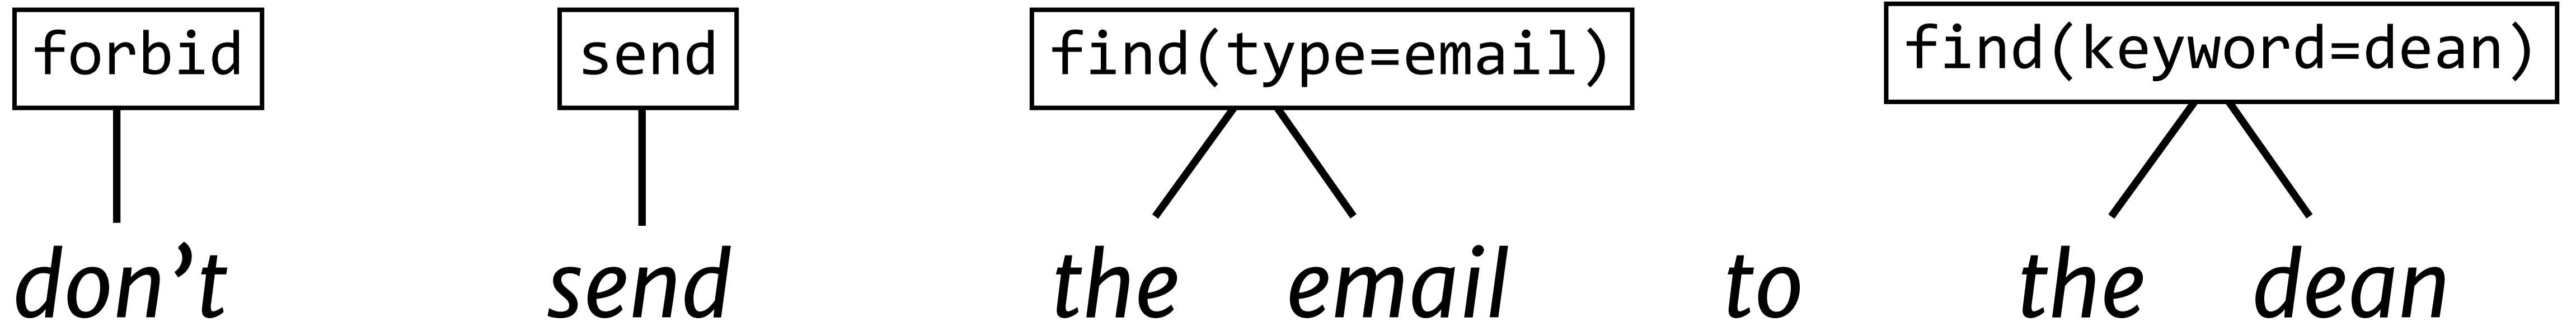 forbid send find(type=email) find(keyword=dean)
don’t send the email to the dean